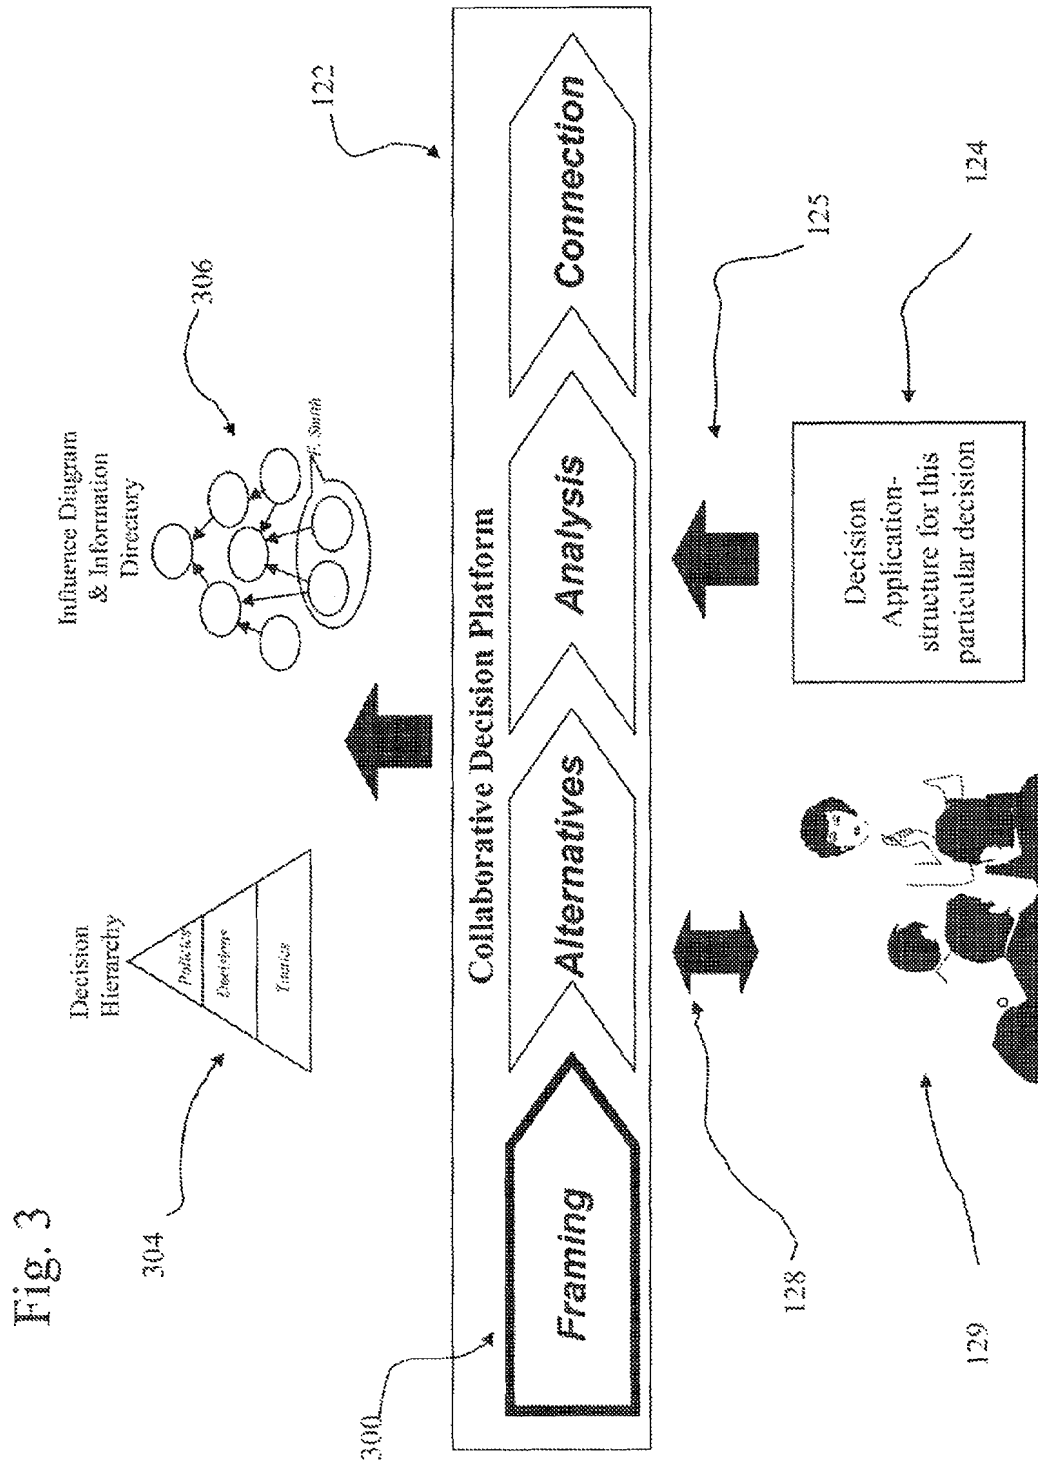 Fig. 3
304
Decision
Hierarchy
Policies
Decisions
Tactics
Influence Diagram
& Information
Directory
306
F. Smith
122
300
Collaborative Decision Platform
Framing
Alternatives
Analysis
Connection
128
125
129
Decision
Application-
structure for this
particular decision
124